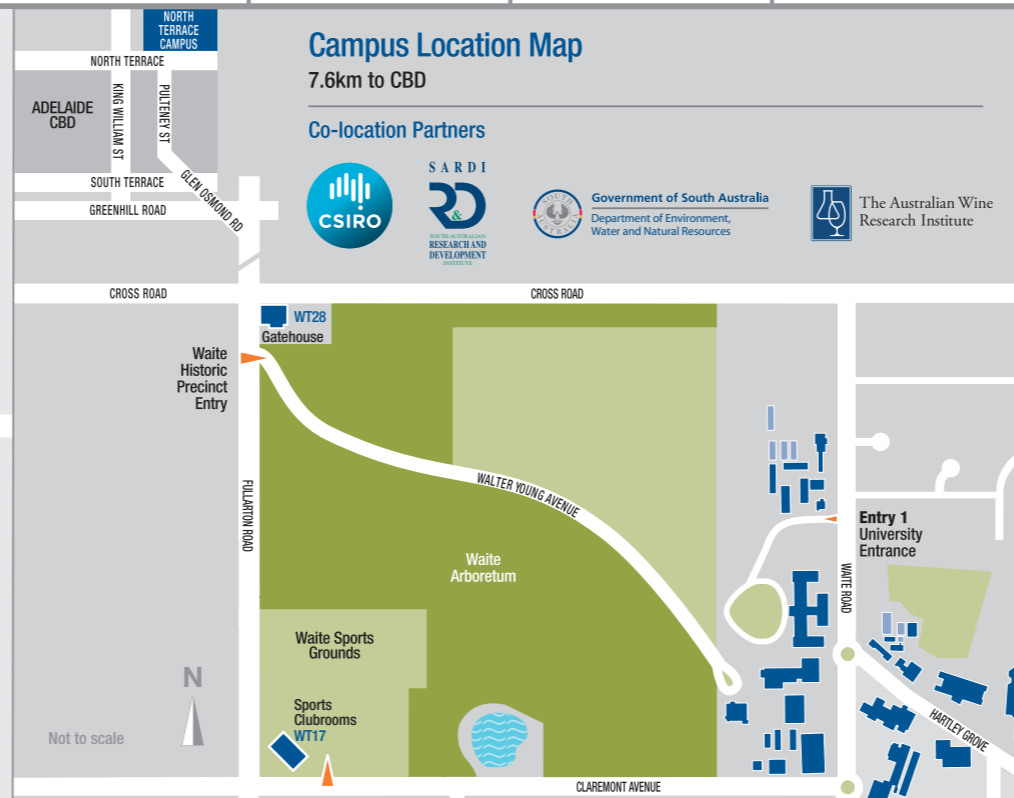 NORTH
TERRACE
CAMPUS
NORTH TERRACE
ADELAIDE
CBD
KING WILLIAM ST
PULTENEY ST
SOUTH TERRACE
GLEN OSMOND RD
GREENHILL ROAD
Campus Location Map
7.6km to CBD
Co-location Partners
CSIRO
SARDI
RD
&
SOUTH AUSTRALIAN
RESEARCH AND
DEVELOPMENT
INSTITUTE
SOUTH AUSTRALIA
Government of South Australia
Department of Environment,
Water and Natural Resources
The Australian Wine
Research Institute
CROSS ROAD
CROSS ROAD
WT28
Gatehouse
Waite
Historic
Precinct
Entry
FULLARTON ROAD
WALTER YOUNG AVENUE
Waite
Arboretum
Entry 1
University
Entrance
WAITE ROAD
Waite Sports
Grounds
N
Sports
Clubrooms
WT17
Not to scale
HARTLEY GROVE
CLAREMONT AVENUE